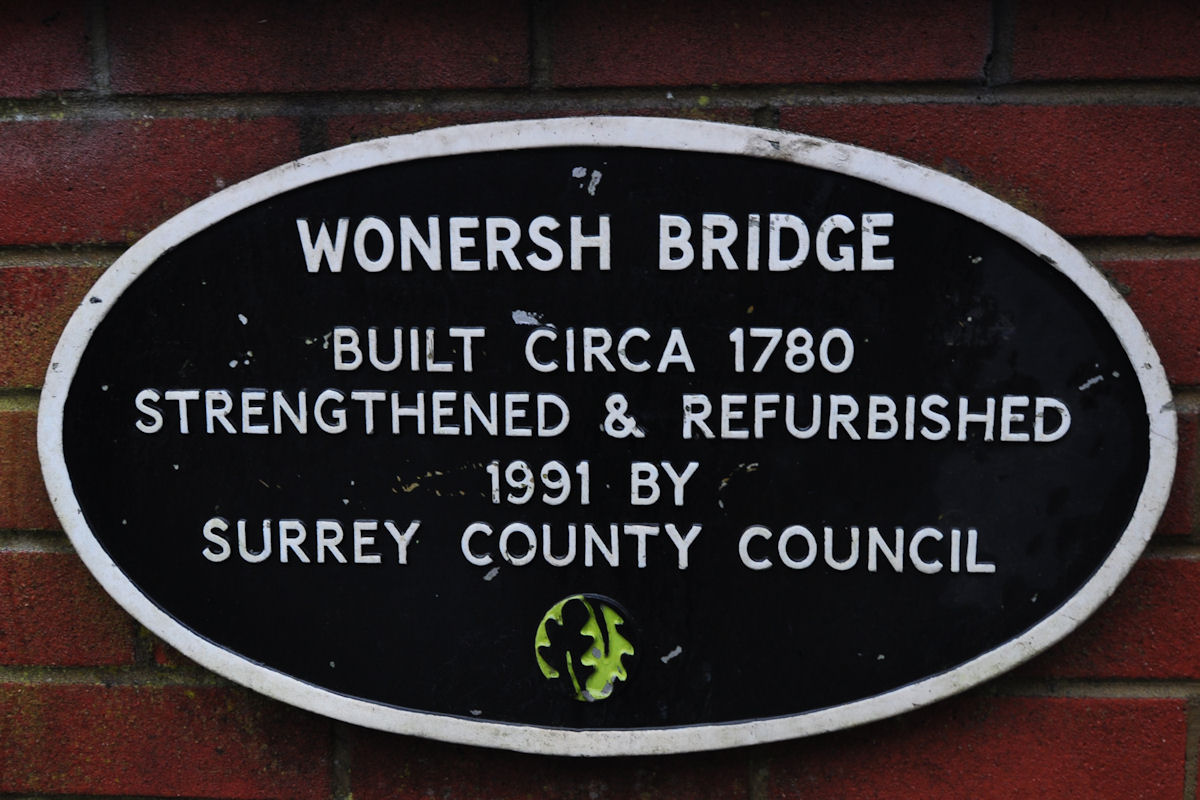 WONERSH BRIDGE
BUILT CIRCA 1780
STRENGTHENED & REFURBISHED
1991 BY
SURREY COUNTY COUNCIL